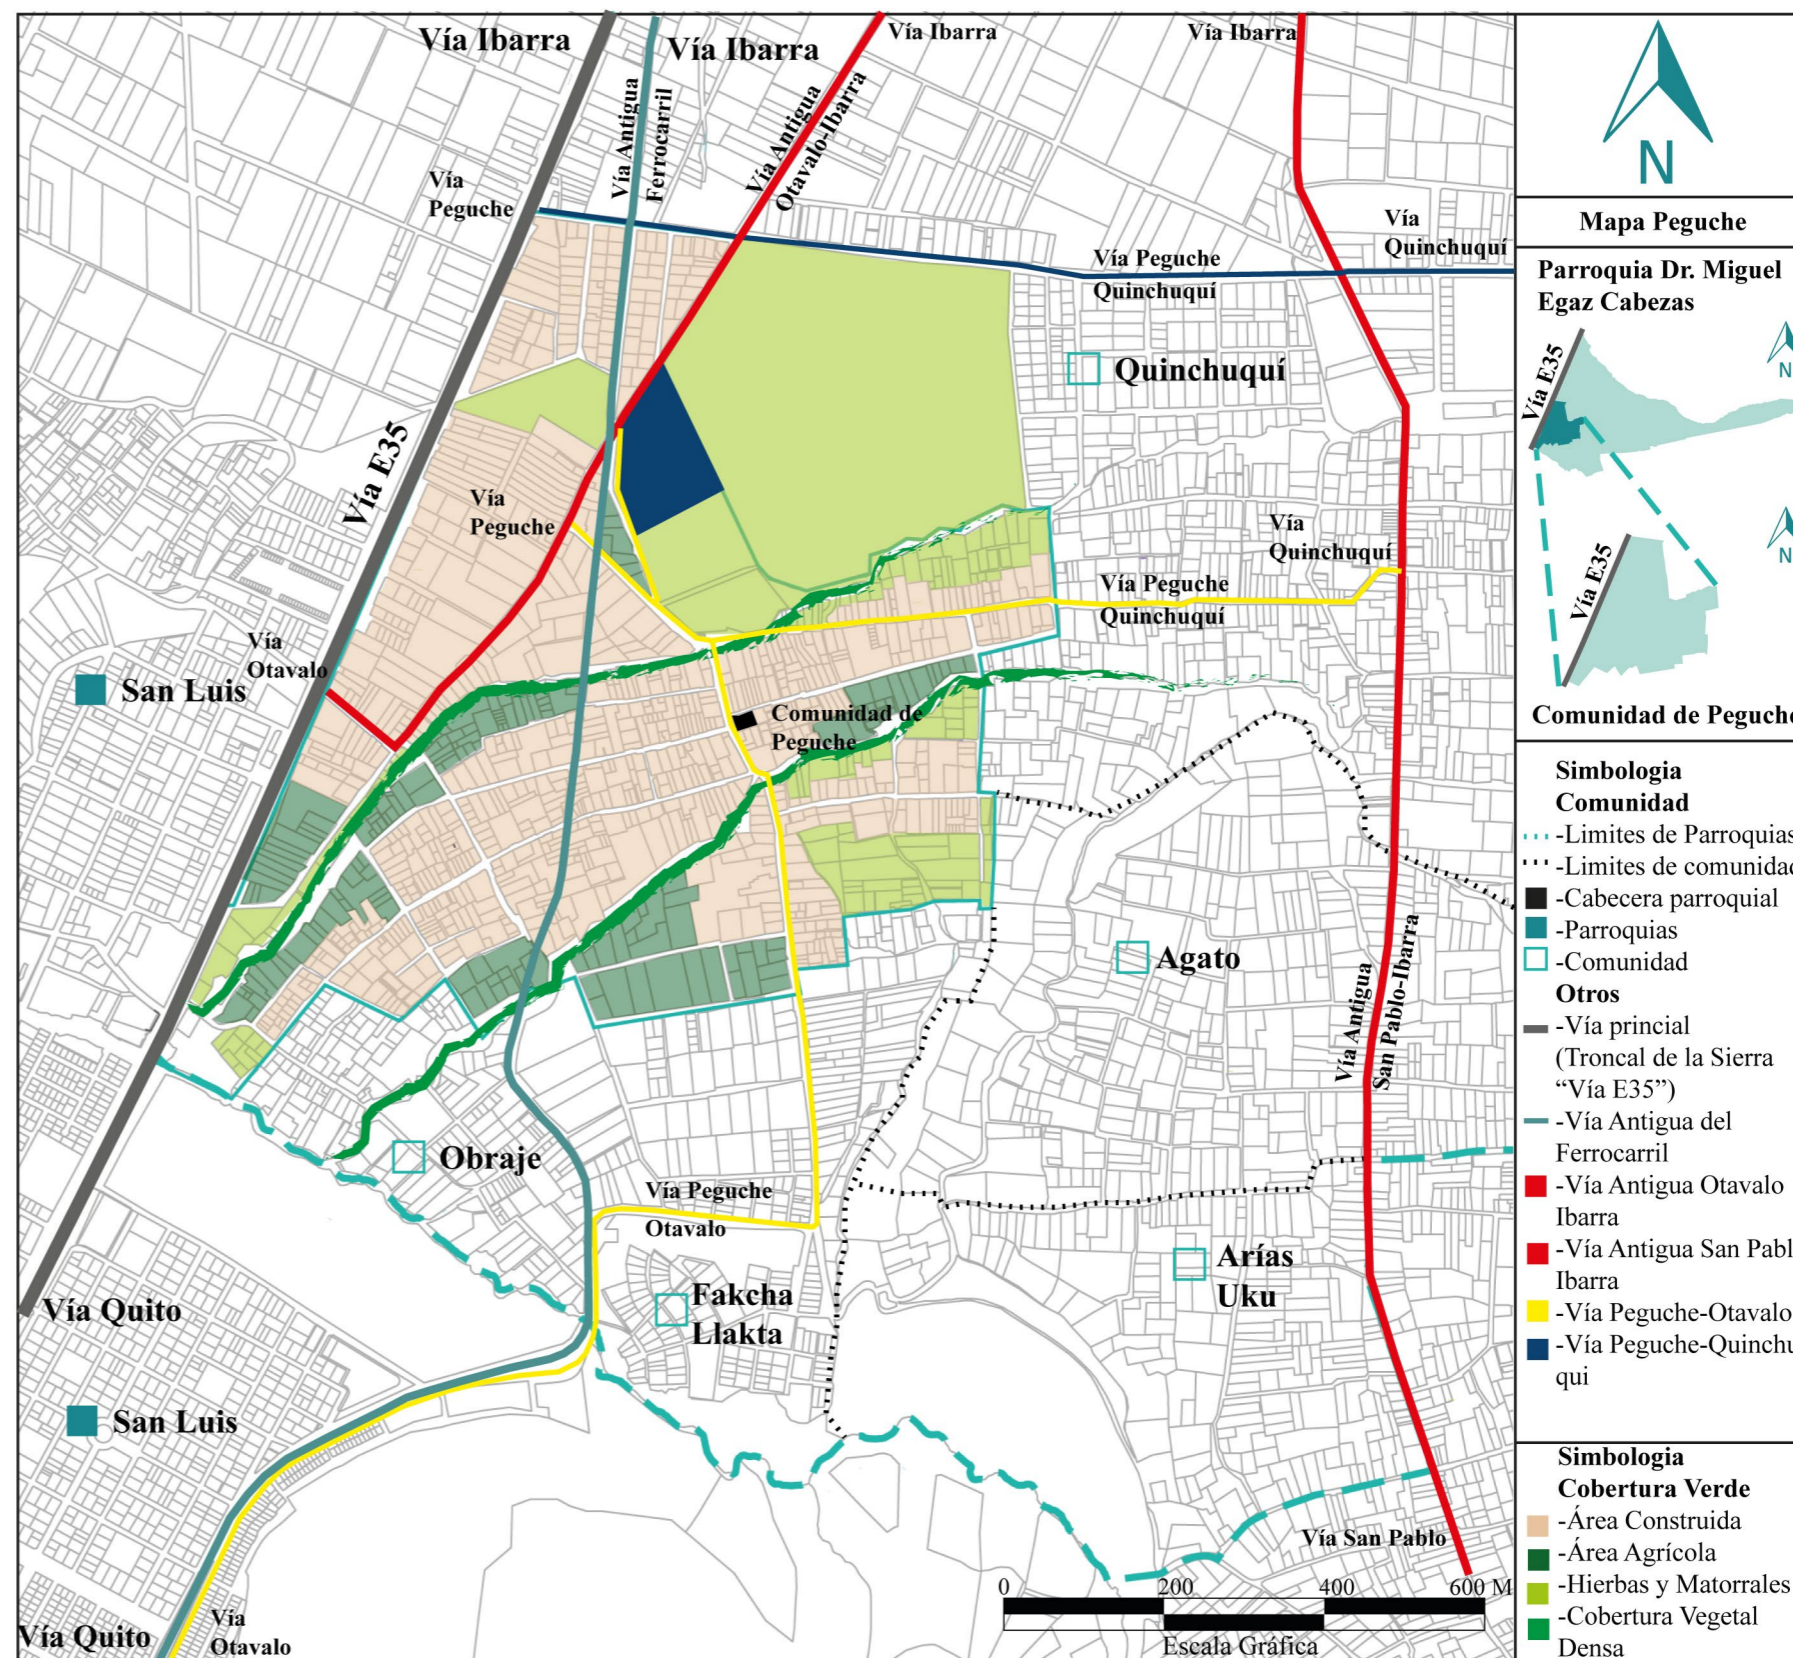 Vía Ibarra
Vía Ibarra
Vía Ibarra
Vía Ibarra
Vía Antigua
Ferrocarril
Vía Antigua
Otavalo-Ibarra
Vía
Peguche
Vía
Quinchuquí
Vía Peguche
Quinchuquí
Quinchuquí
Vía E35
Vía
Peguche
Vía
Quinchuquí
Vía Peguche
Quinchuquí
Vía
Otavalo
San Luis
Comunidad de
Peguche
Agato
Vía Antigua
San Pablo-Ibarra
Obraje
Vía Peguche
Otavalo
Arías
Uku
Fakcha
Llakta
Vía Quito
San Luis
Vía San Pablo
Vía
Otavalo
Vía Quito
0 200 400 600 M
Escala Gráfica
N
Mapa Peguche
Parroquia Dr. Miguel
Egaz Cabezas
Vía E35
N
N
Vía E35
Comunidad de Peguche
Simbologia
Comunidad
-Limites de Parroquias
-Limites de comunidad
-Cabecera parroquial
-Parroquias
-Comunidad
Otros
-Vía princial
(Troncal de la Sierra
“Vía E35”)
-Vía Antigua del
Ferrocarril
-Vía Antigua Otavalo
Ibarra
-Vía Antigua San Pabl
Ibarra
-Vía Peguche-Otavalo
-Vía Peguche-Quinchu
qui
Simbologia
Cobertura Verde
-Área Construida
-Área Agrícola
-Hierbas y Matorrales
-Cobertura Vegetal
Densa